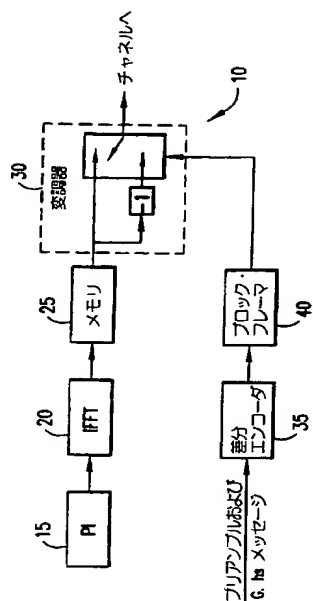 30
変調器
チャネルへ
10
-1
25
メモリ
20
IFFT
15
PI
ブロック・
フレーマ
40
差分
エンコーダ
35
プリアンブルおよび
G. hs メッセージ